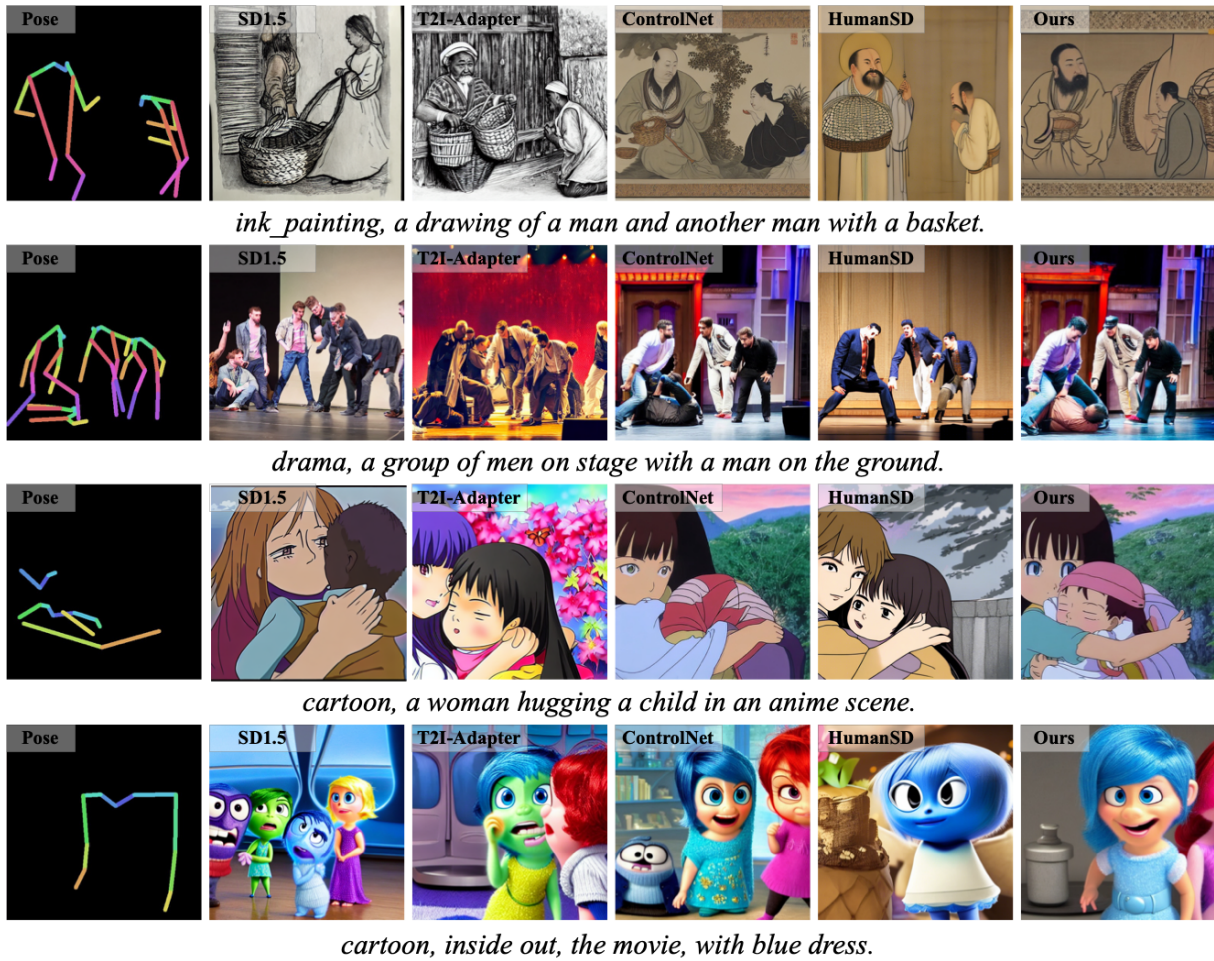 Pose SD1.5 T2I-Adapter ControlNet HumanSD Ours
ink_painting, a drawing of a man and another man with a basket.
Pose SD1.5 T2I-Adapter ControlNet HumanSD Ours
drama, a group of men on stage with a man on the ground.
Pose SD1.5 T2I-Adapter ControlNet HumanSD Ours
cartoon, a woman hugging a child in an anime scene.
Pose SD1.5 T2I-Adapter ControlNet HumanSD Ours
cartoon, inside out, the movie, with blue dress.